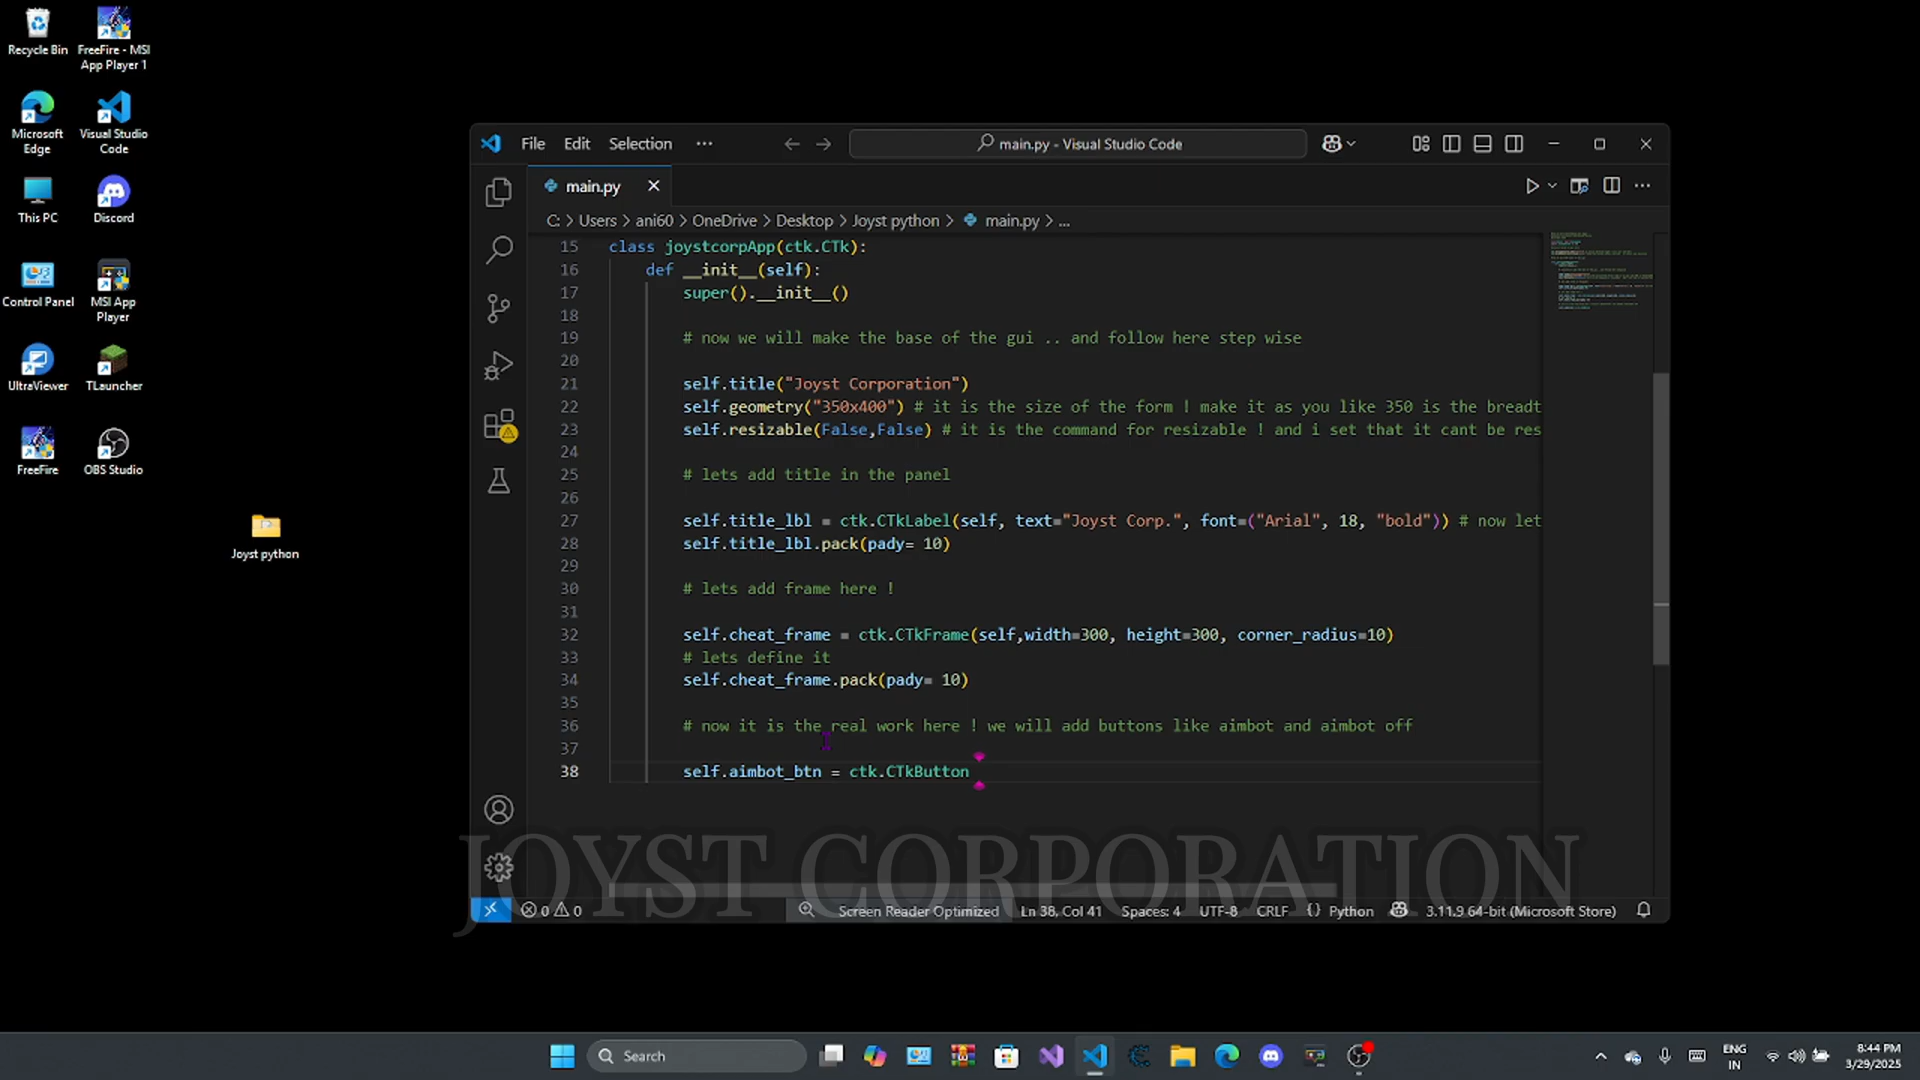 Recycle Bin
FreeFire - MSI
App Player 1
Microsoft
Edge
Visual Studio
Code
This PC
Discord
Control Panel
MSI App
Player
UltraViewer
TLauncher
FreeFire
OBS Studio
Joyst python
File Edit Selection ···
main.py - Visual Studio Code
main.py
C: > Users > ani60 > OneDrive > Desktop > Joyst python > main.py > ...
15 class joystcorpApp(ctk.CTk):
16 def __init__(self):
17 super().__init__()
18
19 # now we will make the base of the gui .. and follow here step wise
20
21 self.title("Joyst Corporation")
22 self.geometry("350x400") # it is the size of the form ! make it as you like 350 is the breadt
23 self.resizable(False,False) # it is the command for resizable ! and i set that it cant be res
24
25 # lets add title in the panel
26
27 self.title_lbl = ctk.CTkLabel(self, text="Joyst Corp.", font=("Arial", 18, "bold")) # now let
28 self.title_lbl.pack(pady= 10)
29
30 # lets add frame here !
31
32 self.cheat_frame = ctk.CTkFrame(self,width=300, height=300, corner_radius=10)
33 # lets define it
34 self.cheat_frame.pack(pady= 10)
35
36 # now it is the real work here ! we will add buttons like aimbot and aimbot off
37
38 self.aimbot_btn = ctk.CTkButton
JOYST CORPORATION
0 0 Screen Reader Optimized Ln 38, Col 41 Spaces: 4 UTF-8 CRLF {} Python 3.11.9 64-bit (Microsoft Store)
Search
ENG
IN
8:44 PM
3/29/2025